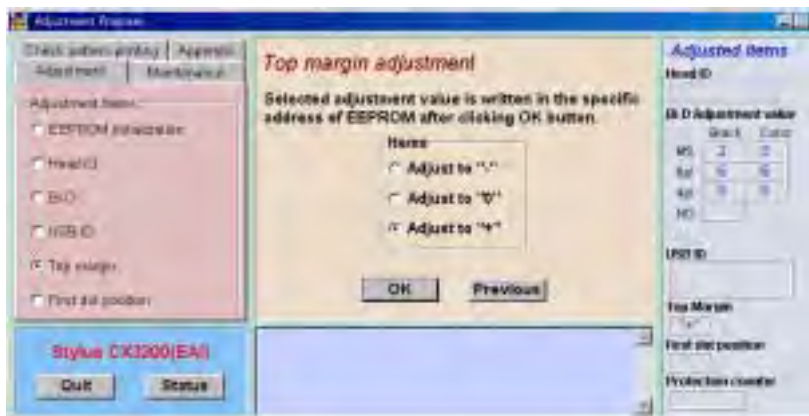 Adjustment Program
Check pattern printing
Appendix
Adjustment
Maintenance
Adjustment Items
EEPROM initialization
Head ID
Bi-D
USB ID
Top margin
First dot position
Stylus CX3200(EAI)
Quit
Status
Top margin adjustment
Selected adjustment value is written in the specific
address of EEPROM after clicking OK button.
Items
Adjust to "-"
Adjust to "0"
Adjust to "+"
OK
Previous
Adjusted items
Head ID
Bi-D Adjustment value
Black Color
USB ID
Top Margin
"+"
First dot position
Protection counter